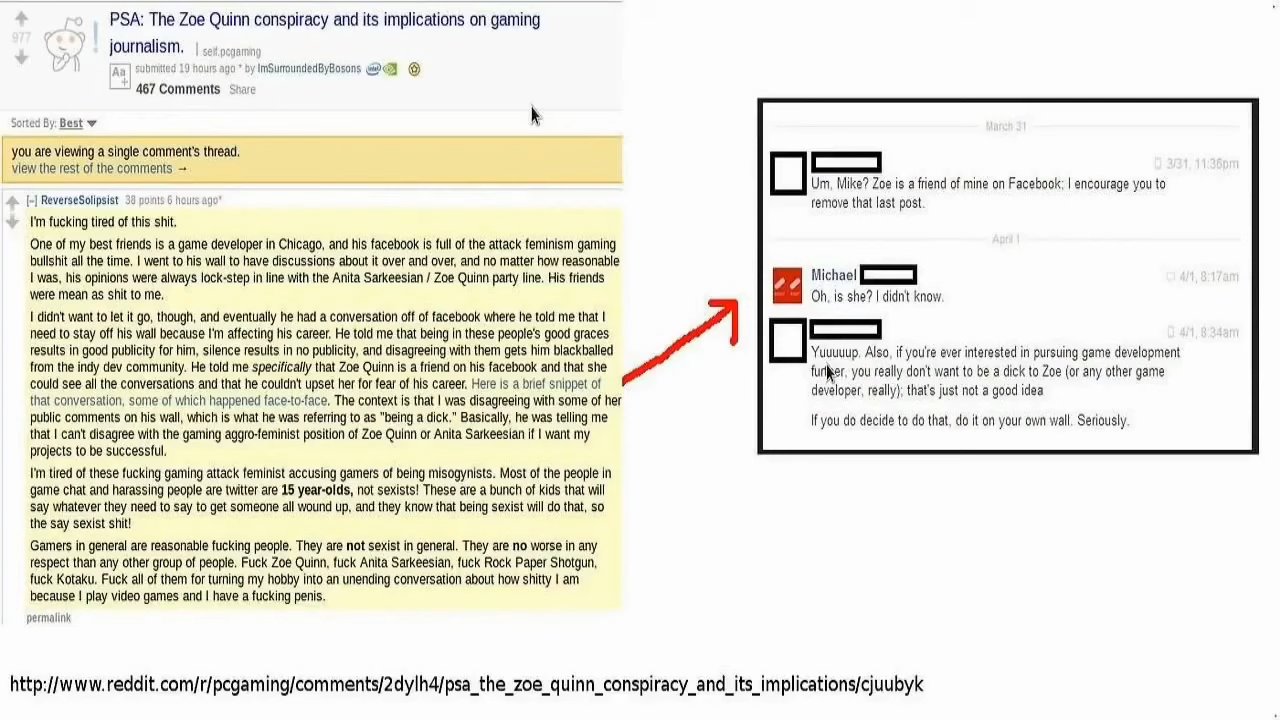 977
PSA: The Zoe Quinn conspiracy and its implications on gaming
journalism. | self.pcgaming
Aa+ submitted 19 hours ago * by ImSurroundedByBosons
467 Comments Share
Sorted By: Best
you are viewing a single comment's thread.
view the rest of the comments →
[–] ReverseSolipsist 38 points 6 hours ago*
I'm fucking tired of this shit.
One of my best friends is a game developer in Chicago, and his facebook is full of the attack feminism gaming
bullshit all the time. I went to his wall to have discussions about it over and over, and no matter how reasonable
I was, his opinions were always lock-step in line with the Anita Sarkeesian / Zoe Quinn party line. His friends
were mean as shit to me.
I didn't want to let it go, though, and eventually he had a conversation off of facebook where he told me that I
need to stay off his wall because I'm affecting his career. He told me that being in these people's good graces
results in good publicity for him, silence results in no publicity, and disagreeing with them gets him blackballed
from the indy dev community. He told me specifically that Zoe Quinn is a friend on his facebook and that she
could see all the conversations and that he couldn't upset her for fear of his career. Here is a brief snippet of
that conversation, some of which happened face-to-face. The context is that I was disagreeing with some of her
public comments on his wall, which is what he was referring to as "being a dick." Basically, he was telling me
that I can't disagree with the gaming aggro-feminist position of Zoe Quinn or Anita Sarkeesian if I want my
projects to be successful.
I'm tired of these fucking gaming attack feminist accusing gamers of being misogynists. Most of the people in
game chat and harassing people are twitter are 15 year-olds, not sexists! These are a bunch of kids that will
say whatever they need to say to get someone all wound up, and they know that being sexist will do that, so
the say sexist shit!
Gamers in general are reasonable fucking people. They are not sexist in general. They are no worse in any
respect than any other group of people. Fuck Zoe Quinn, fuck Anita Sarkeesian, fuck Rock Paper Shotgun,
fuck Kotaku. Fuck all of them for turning my hobby into an unending conversation about how shitty I am
because I play video games and I have a fucking penis.
permalink
March 31
3/31, 11:36pm
Um, Mike? Zoe is a friend of mine on Facebook; I encourage you to
remove that last post.
April 1
Michael 4/1, 8:17am
Oh, is she? I didn't know.
4/1, 8:34am
Yuuuuup. Also, if you're ever interested in pursuing game development
further, you really don't want to be a dick to Zoe (or any other game
developer, really); that's just not a good idea
If you do decide to do that, do it on your own wall. Seriously.
http://www.reddit.com/r/pcgaming/comments/2dylh4/psa_the_zoe_quinn_conspiracy_and_its_implications/cjuubyk